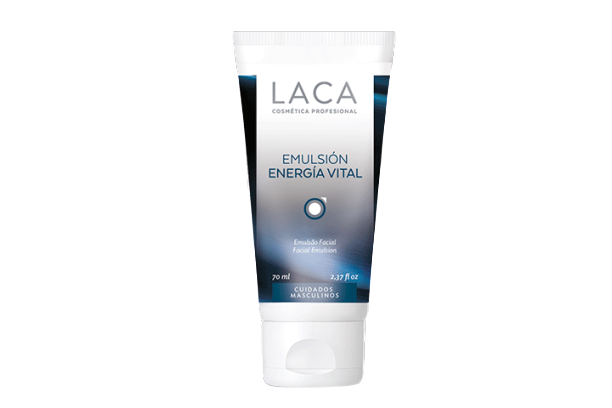 LACA
COSMÉTICA PROFESIONAL
EMULSIÓN
ENERGÍA VITAL
Emulsão Facial
Facial Emulsion
70 ml 2,37 fl oz
CUIDADOS
MASCULINOS